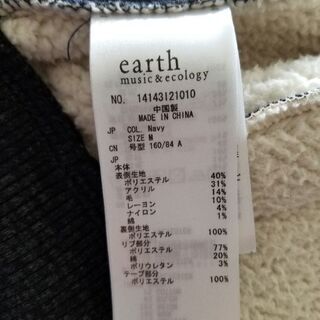 earth
music & ecology
NO. 14143121010
中国製
MADE IN CHINA
JP COL. Navy
SIZE M
CN 号型 160/84 A
JP
本体
表側生地
ポリエステル 40%
アクリル 31%
毛 14%
レーヨン 10%
ナイロン 4%
綿 1%
裏側生地
ポリエステル 100%
リブ部分
ポリエステル 77%
綿 20%
ポリウレタン 3%
テープ部分
ポリエステル 100%